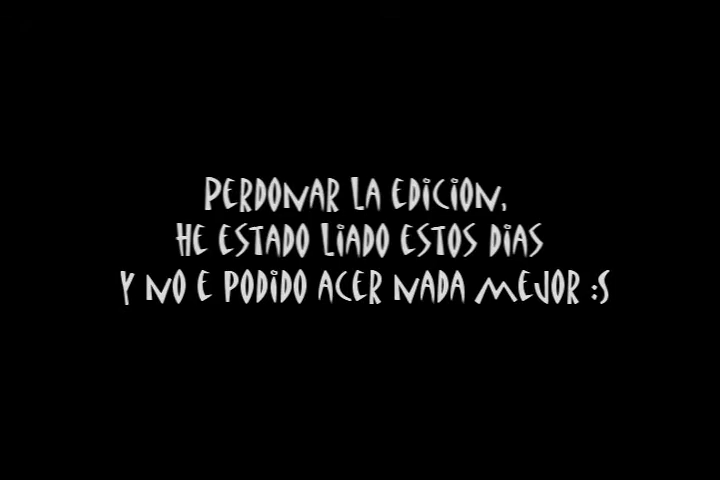 PERDONAR LA EDICION,
HE ESTADO LIADO ESTOS DIAS
Y NO E PODIDO ACER NADA MEJOR :S